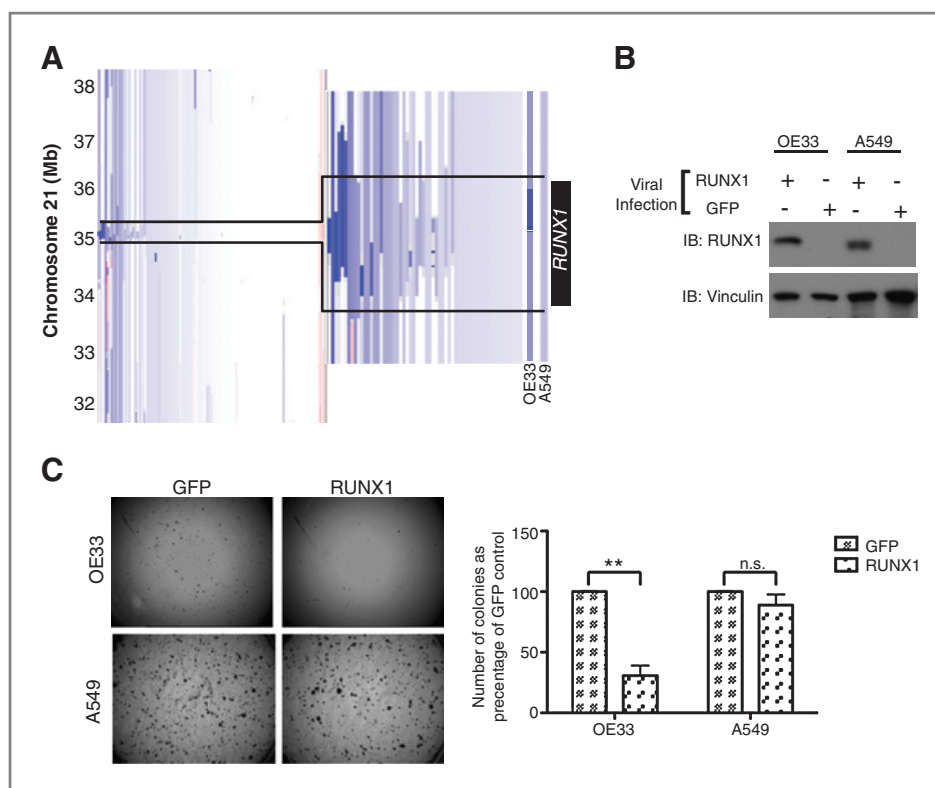 A
Chromosome 21 (Mb)
38
37
36
35
34
33
32
RUNX1
OE33
A549
B
OE33 A549
Viral
Infection
RUNX1 + - + -
GFP - + - +
IB: RUNX1
IB: Vinculin
C
GFP RUNX1
OE33
A549
Number of colonies as
precentage of GFP control
150
100
50
0
** n.s.
OE33 A549
GFP
RUNX1